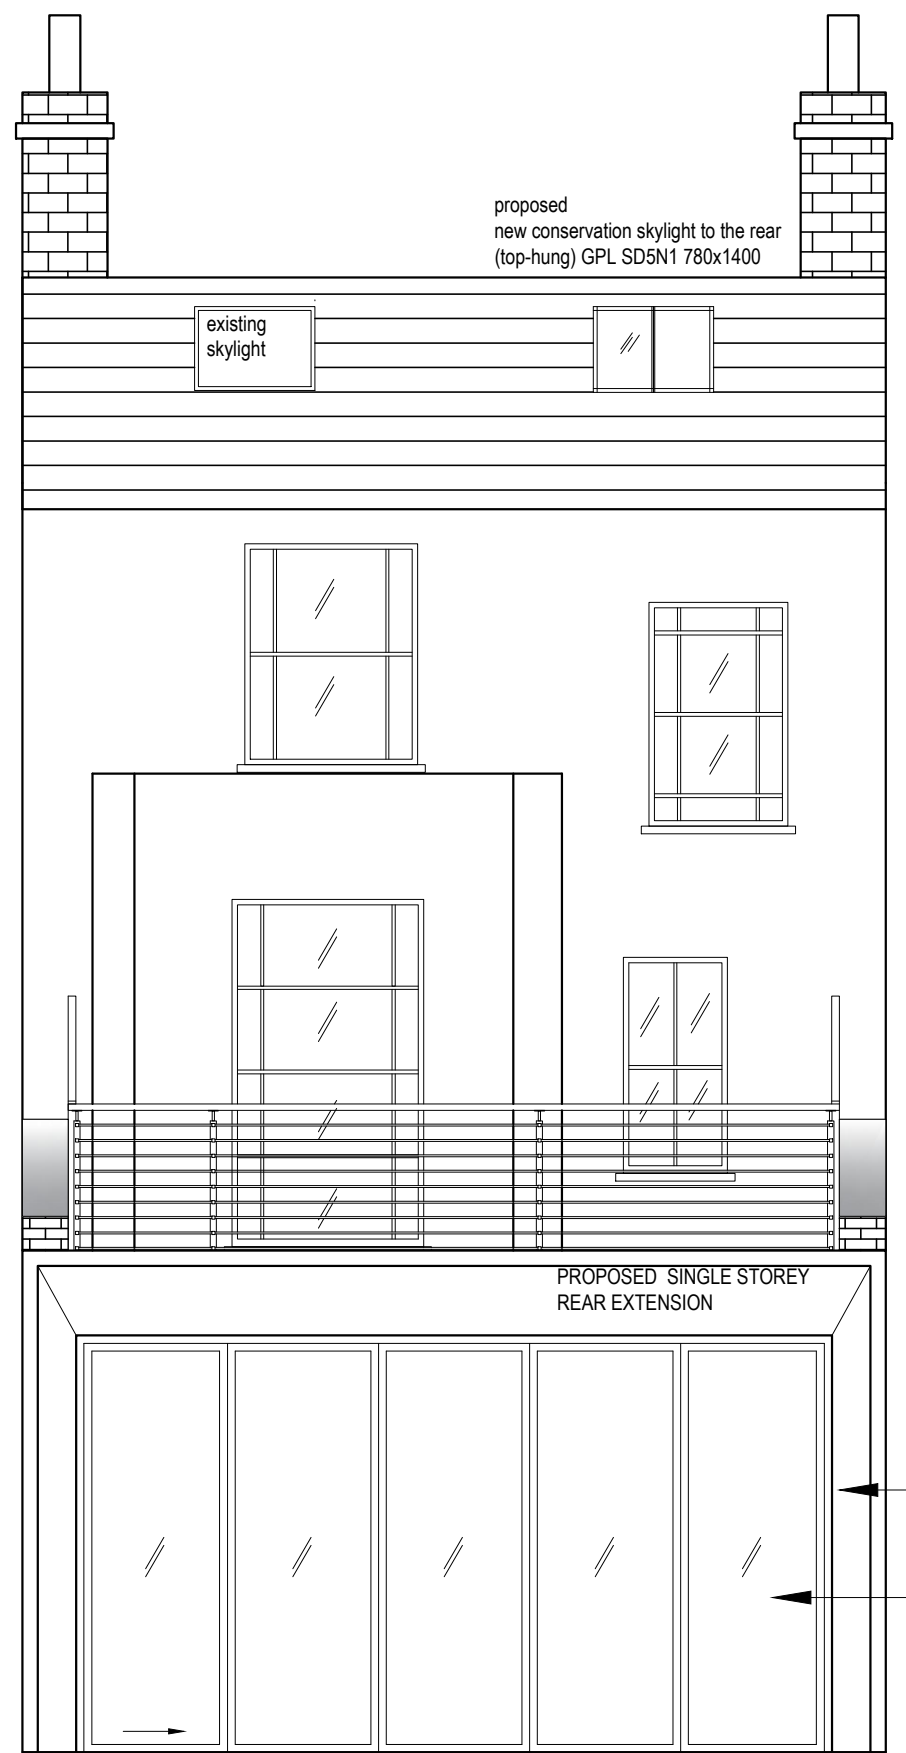 proposed
new conservation skylight to the rear
(top-hung) GPL SD5N1 780x1400
existing
skylight
PROPOSED SINGLE STOREY
REAR EXTENSION